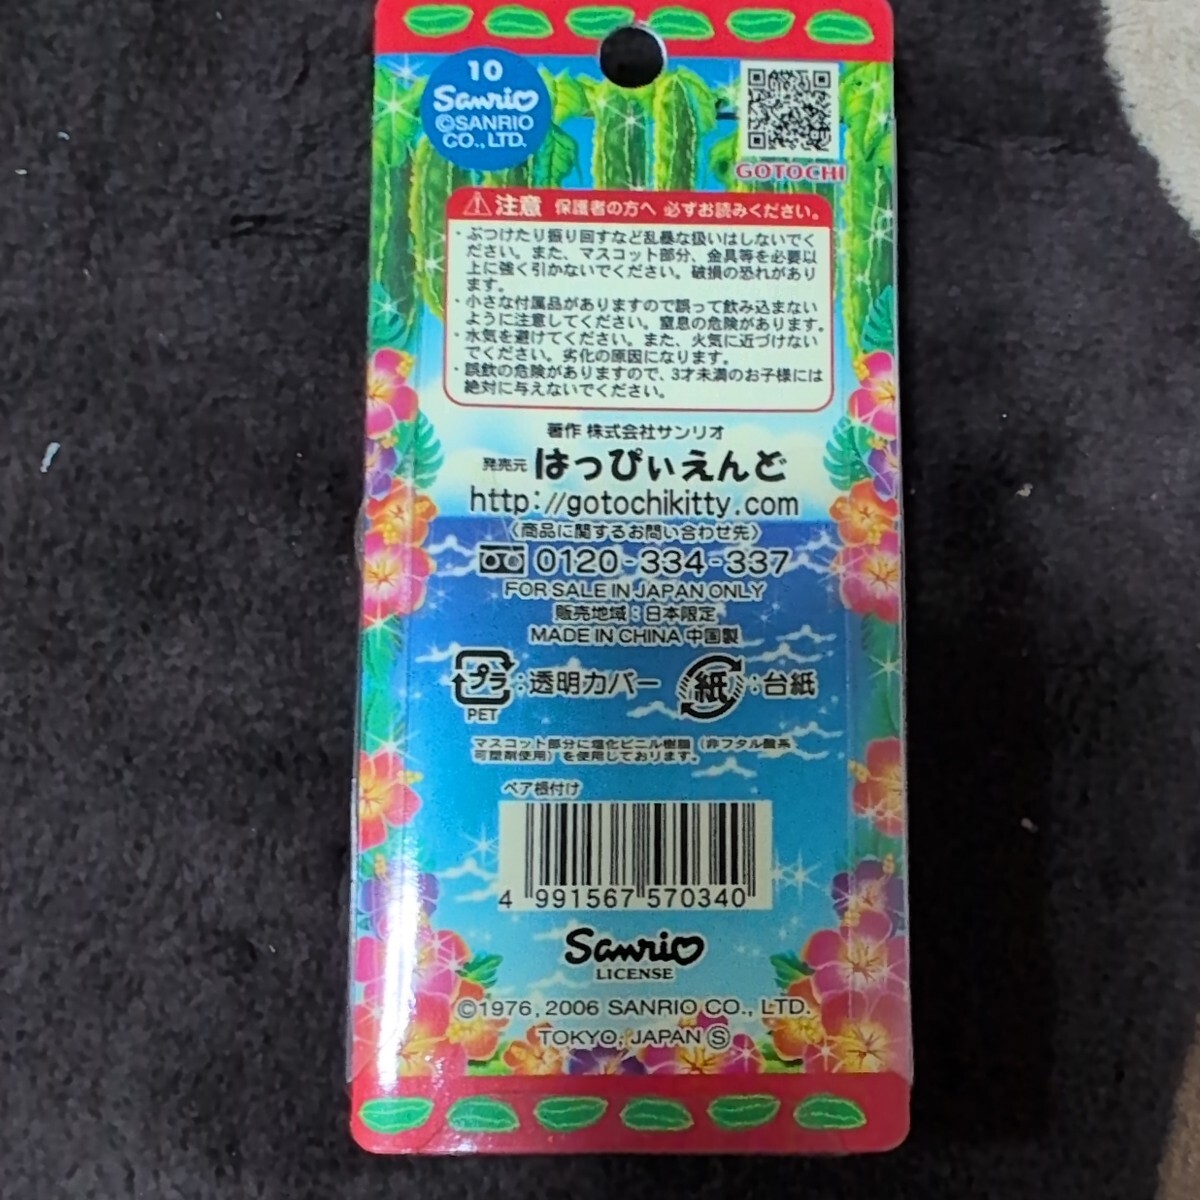 10
Sanrio
©SANRIO
CO.,LTD.
GOTOCHI
注意 保護者の方へ 必ずお読みください。
・ぶつけたり振り回すなど乱暴な扱いはしないでく
ださい。また、マスコット部分、金具等を必要以
上に強く引かないでください。破損の恐れがあり
ます。
・小さな付属品がありますので誤って飲み込まない
ように注意してください。窒息の危険があります。
・水気を避けてください。また、火気に近づけない
でください。劣化の原因になります。
・誤飲の危険がありますので、3才未満のお子様には
絶対に与えないでください。
著作 株式会社サンリオ
発売元 はっぴぃえんど
http://gotochikitty.com
〈商品に関するお問い合わせ先〉
0120-334-337
FOR SALE IN JAPAN ONLY
販売地域：日本限定
MADE IN CHINA 中国製
プラ：透明カバー 紙：台紙
PET
マスコット部分に塩化ビニル樹脂（非フタル酸系
可塑剤使用）を使用しております。
ペア根付け
4 991567 570340
Sanrio
LICENSE
©1976, 2006 SANRIO CO., LTD.
TOKYO, JAPAN Ⓢ